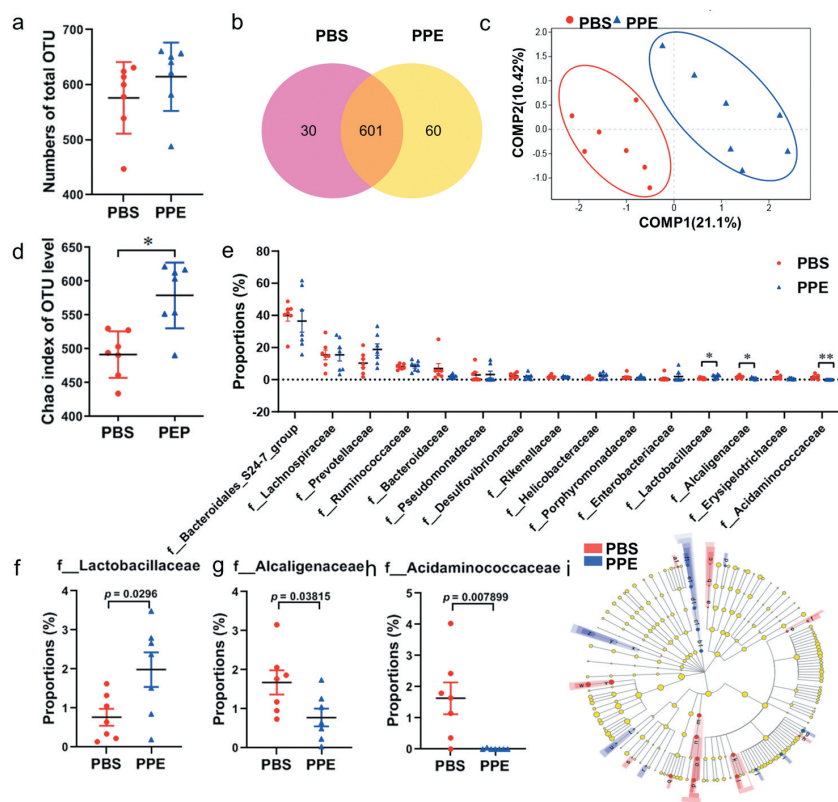 a
Numbers of total OTU
700
600
500
400
PBS PPE
b
PBS PPE
30 601 60
c
PBS PPE
COMP2(10.42%)
2.0
1.5
1.0
0.5
0.0
-0.5
-1.0
-2 -1 0 1 2
COMP1(21.1%)
d
Chao index of OTU level
650
600
550
500
450
400
*
PBS PEP
e
Proportions (%)
60
40
20
0
-20
PBS
PPE
* * **
f__Bacteroidales_S24-7_group
f__Lachnospiraceae
f__Prevotellaceae
f__Ruminococcaceae
f__Bacteroidaceae
f__Pseudomonadaceae
f__Desulfovibrionaceae
f__Rikenellaceae
f__Helicobacteraceae
f__Porphyromonadaceae
f__Enterobacteriaceae
f__Lactobacillaceae
f__Alcaligenaceae
f__Erysipelotrichaceae
f__Acidaminococcaceae
f
f__Lactobacillaceae
p = 0.0296
Proportions (%)
4
3
2
1
0
PBS PPE
g
f__Alcaligenaceae
p = 0.03815
Proportions (%)
4
3
2
1
0
PBS PPE
h
f__Acidaminococcaceae
p = 0.007899
Proportions (%)
5
4
3
2
1
0
PBS PPE
i
PBS
PPE